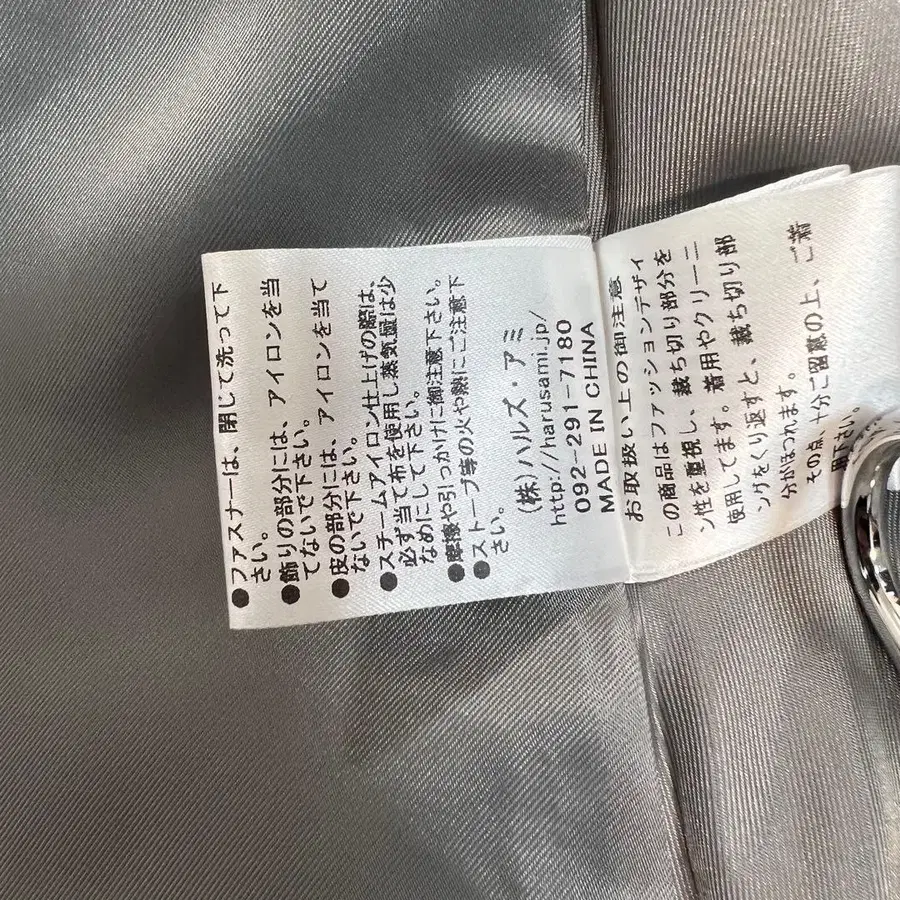 ●ファスナーは、閉じて洗って下
さい。
●飾りの部分には、アイロンを当
てないで下さい。
●皮の部分には、アイロンを当て
ないで下さい。
●スチームアイロン仕上げの際は、
必ず当て布を使用し蒸気量は少
なめにして下さい。
●摩擦や引っかけに御注意下さい。
●ストーブ等の火や熱にご注意下
さい。
(株)ハルズ・アミ
http://harusami.jp/
092-291-7180
MADE IN CHINA
お取扱い上の御注意
この商品はファッションデザイ
ン性を重視し、裁ち切り部分を
使用してます。着用やクリーニ
ングをくり返すと、裁ち切り部
分がほつれます。
その点、十分ご留意の上、ご着
用下さい。